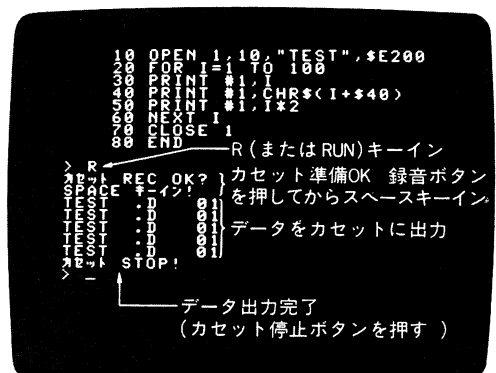 10 OPEN 1,10,"TEST",$E200
20 FOR I=1 TO 100
30 PRINT #1,I
40 PRINT #1,CHR$(I+$40)
50 PRINT #1,I*2
60 NEXT I
70 CLOSE 1
80 END
> R
R(またはRUN)キーイン
カセット REC OK?
カセット準備OK 録音ボタン
SPACE キーイン!
を押してからスペースキーイン
TEST .D 01
TEST .D 01
TEST .D 01
データをカセットに出力
TEST .D 01
TEST .D 01
カセット STOP!
> _
データ出力完了
(カセット停止ボタンを押す )